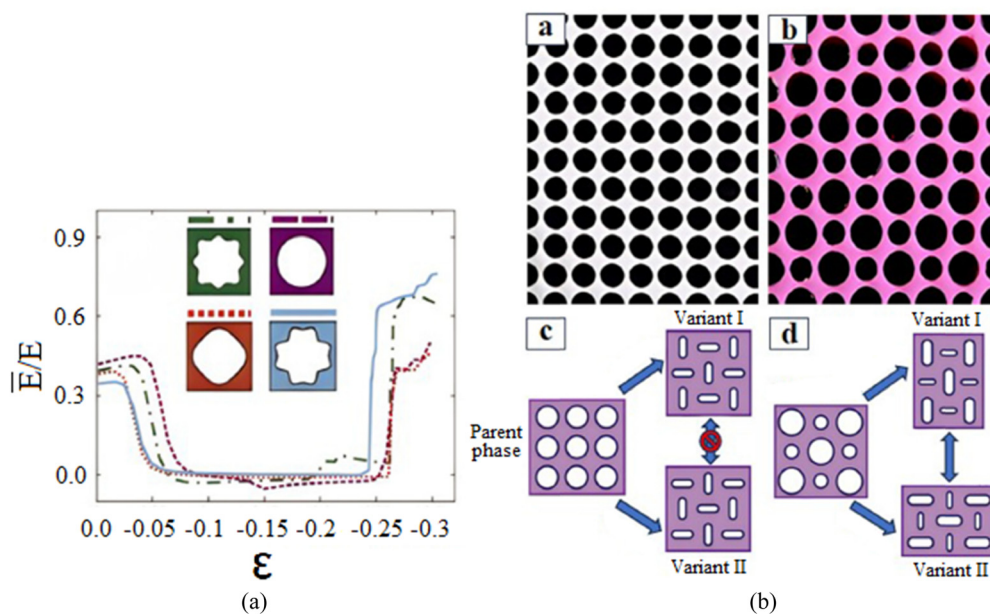 a
b
0.9
0.6
0.3
0.0
E̅/E
0.0 -0.05 -0.1 -0.15 -0.2 -0.25 -0.3
ε
(a)
c
Variant I
Parent
phase
Variant II
d
Variant I
Variant II
(b)